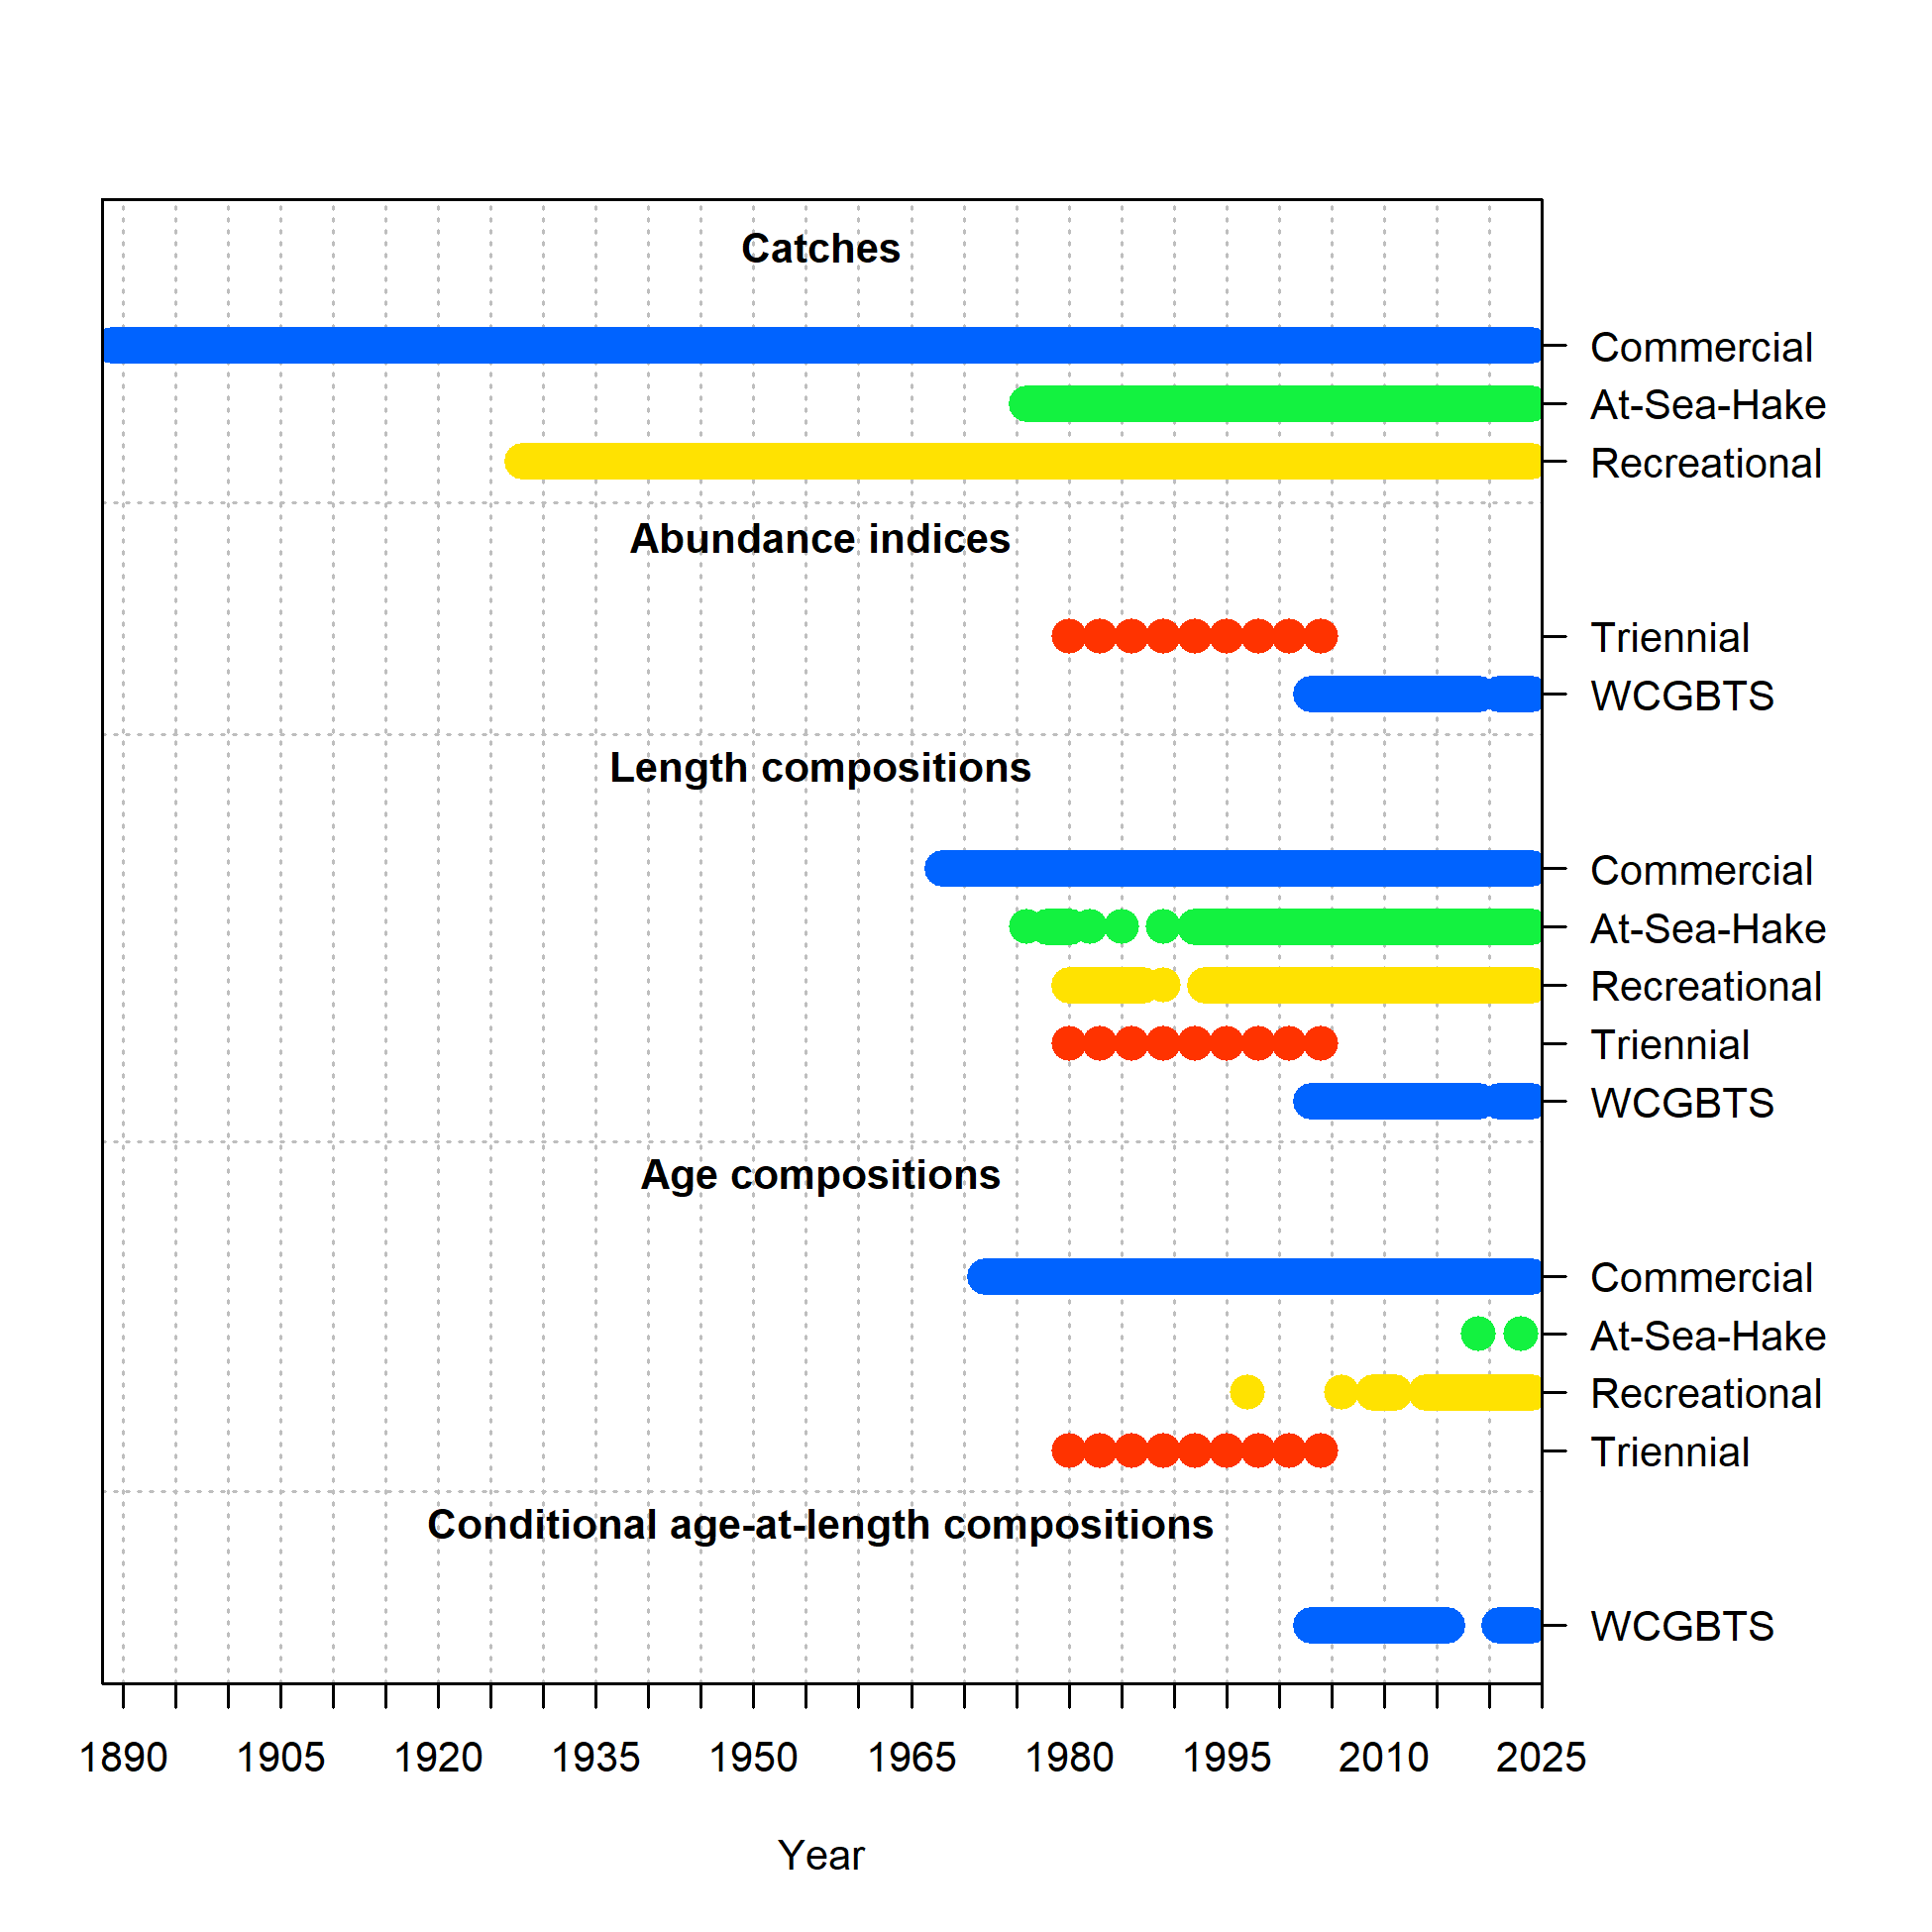 Catches
Commercial
At-Sea-Hake
Recreational
Abundance indices
Triennial
WCGBTS
Length compositions
Commercial
At-Sea-Hake
Recreational
Triennial
WCGBTS
Age compositions
Commercial
At-Sea-Hake
Recreational
Triennial
Conditional age-at-length compositions
WCGBTS
1890 1905 1920 1935 1950 1965 1980 1995 2010 2025
Year